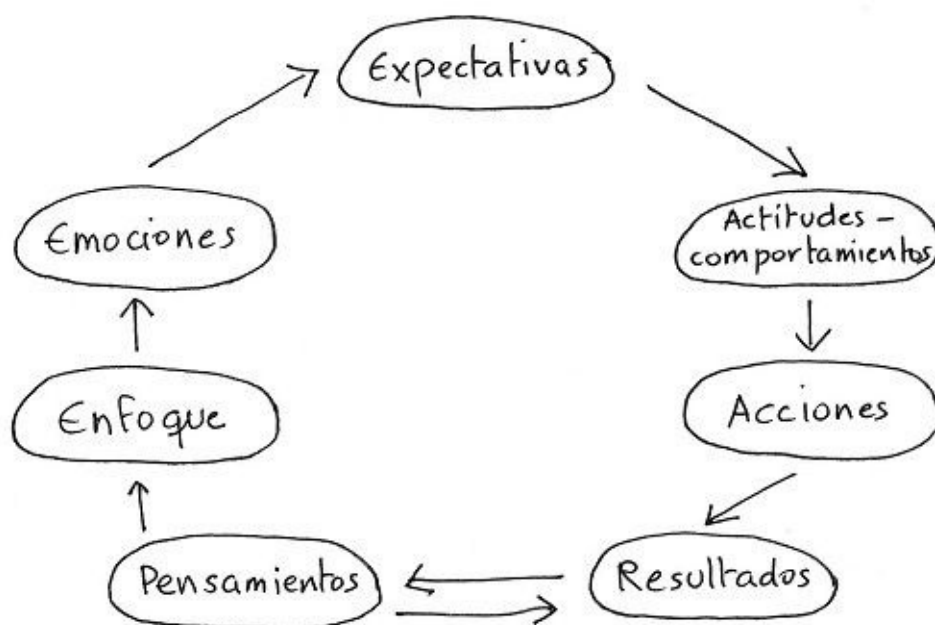 Expectativas
Emociones
Actitudes -
comportamientos
Enfoque
Acciones
Pensamientos
Resultados